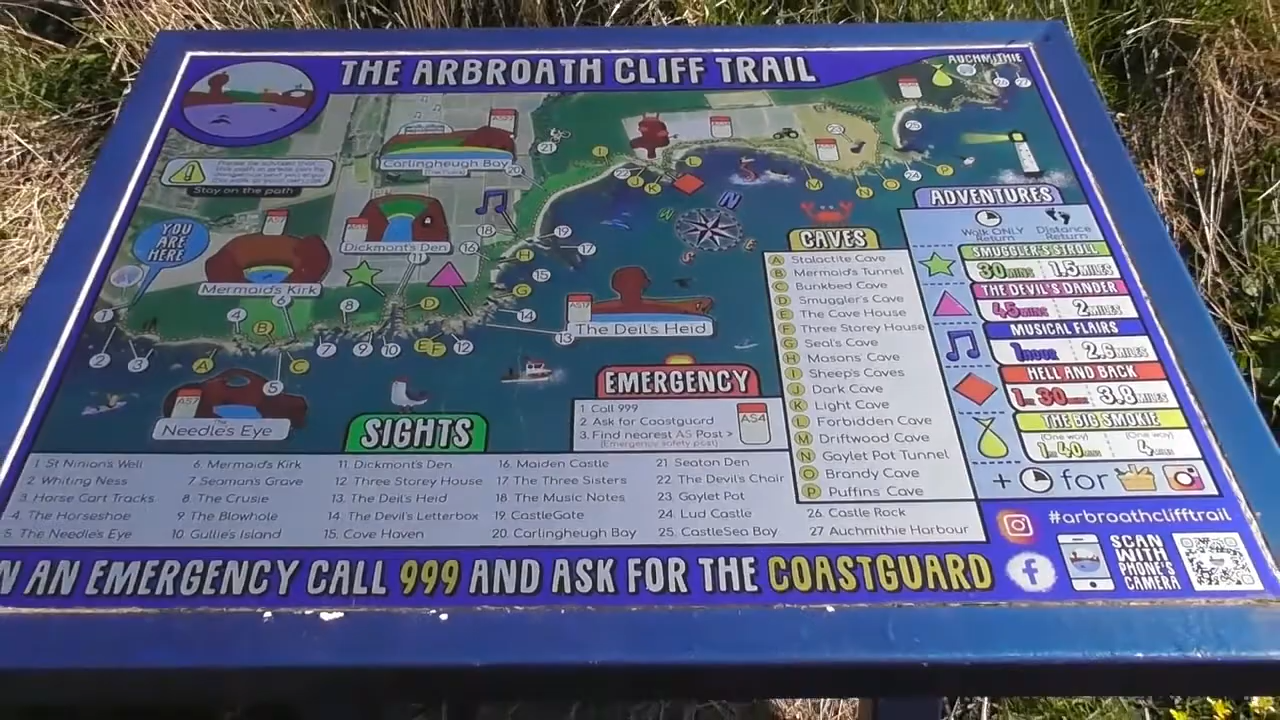 THE ARBROATH CLIFF TRAIL
AUCHMITHIE
Carlingheugh Bay
Stay on the path
YOU
ARE
HERE
Dickmont's Den
Mermaid's Kirk
The Deil's Heid
The
Needle's Eye
N
W
E
S
CAVES
A Stalactite Cave
B Mermaid's Tunnel
C Bunkbed Cave
D Smuggler's Cave
E The Cave House
F Three Storey House
G Seal's Cave
H Masons' Cave
I Sheep's Caves
J Dark Cave
K Light Cave
L Forbidden Cave
M Driftwood Cave
N Gaylet Pot Tunnel
O Brandy Cave
P Puffins Cave
ADVENTURES
Walk ONLY
Return
Distance
Return
SMUGGLER'S STROLL
30 MINS 1.5 MILES
THE DEVIL'S DANDER
45 MINS 2 MILES
MUSICAL FLAIRS
1 HOUR 2.6 MILES
HELL AND BACK
1 HR 30 MINS 3.8 MILES
THE BIG SMOKIE
(One way) (One way)
1 HR 40 MINS 4 MILES
+ for
EMERGENCY
1 Call 999
2. Ask for Coastguard
3. Find nearest AS Post >
(Emergency safety post)
AS4
SIGHTS
1 St Ninian's Well
2. Whiting Ness
3. Horse Cart Tracks
4. The Horseshoe
5. The Needle's Eye
6. Mermaid's Kirk
7. Seaman's Grave
8. The Crusie
9. The Blowhole
10. Gullie's Island
11. Dickmont's Den
12. Three Storey House
13. The Deil's Heid
14. The Devil's Letterbox
15. Cove Haven
16. Maiden Castle
17. The Three Sisters
18. The Music Notes
19. CastleGate
20. Carlingheugh Bay
21. Seaton Den
22. The Devil's Chair
23. Gaylet Pot
24. Lud Castle
25. CastleSea Bay
26. Castle Rock
27 Auchmithie Harbour
#arbroathclifftrail
SCAN
WITH
PHONE'S
CAMERA
N AN EMERGENCY CALL 999 AND ASK FOR THE COASTGUARD